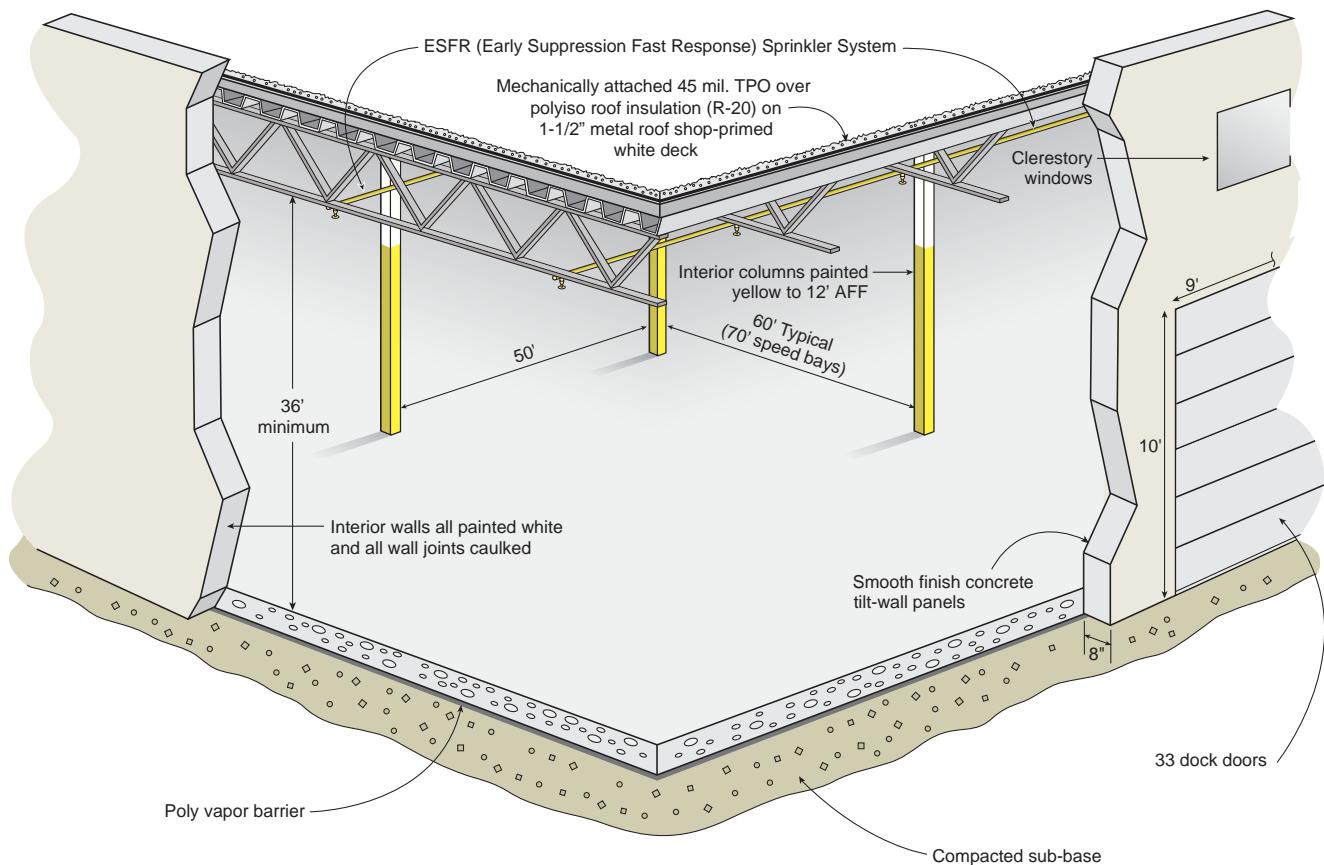 ESFR (Early Suppression Fast Response) Sprinkler System
Mechanically attached 45 mil. TPO over
polyiso roof insulation (R-20) on
1-1/2” metal roof shop-primed
white deck
Clerestory
windows
Interior columns painted
yellow to 12’ AFF
9'
50'
60’ Typical
(70’ speed bays)
36’
minimum
10'
Interior walls all painted white
and all wall joints caulked
Smooth finish concrete
tilt-wall panels
8"
33 dock doors
Poly vapor barrier
Compacted sub-base